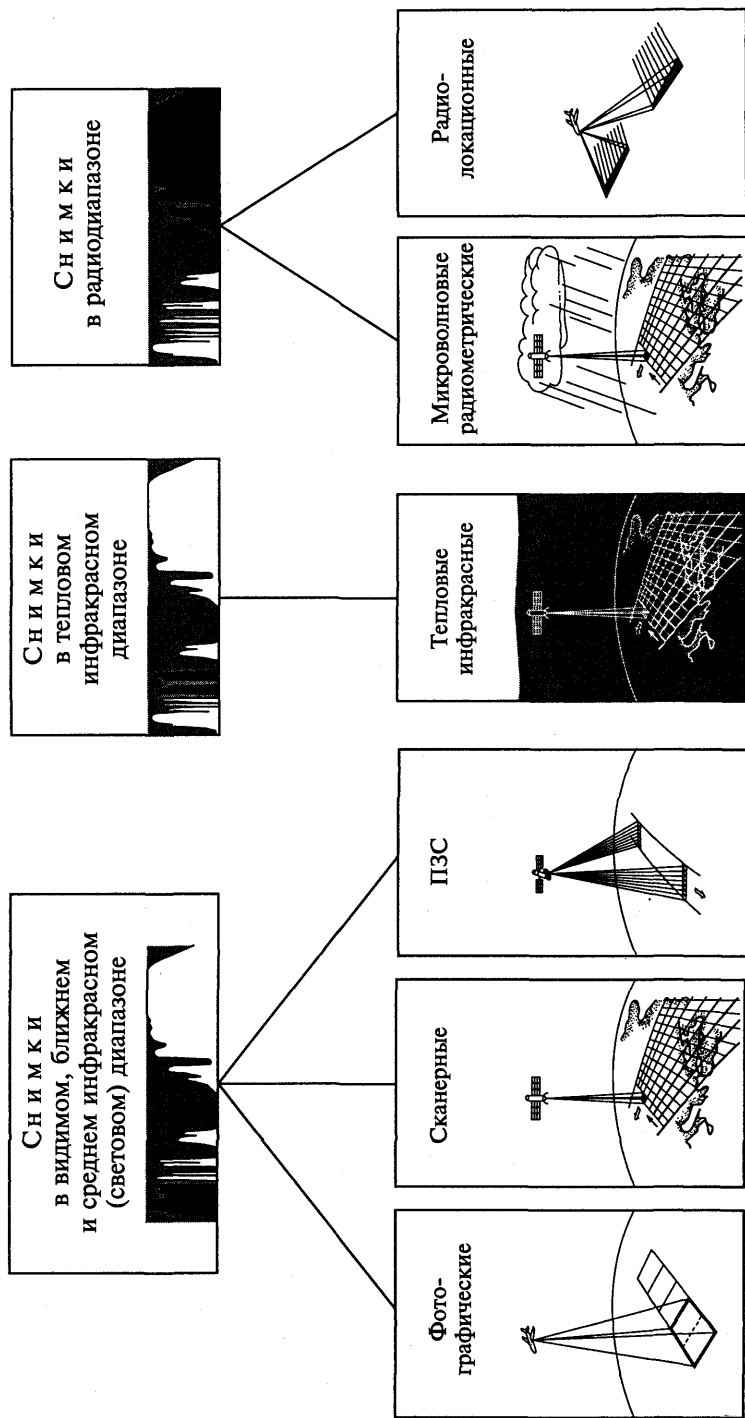 Снимки
в видимом, ближнем
и среднем инфракрасном
(световом) диапазоне
Снимки
в тепловом
инфракрасном
диапазоне
Снимки
в радиодиапазоне
Фото-
графические
Сканерные
ПЗС
Тепловые
инфракрасные
Микроволновые
радиометрические
Радио-
локационные